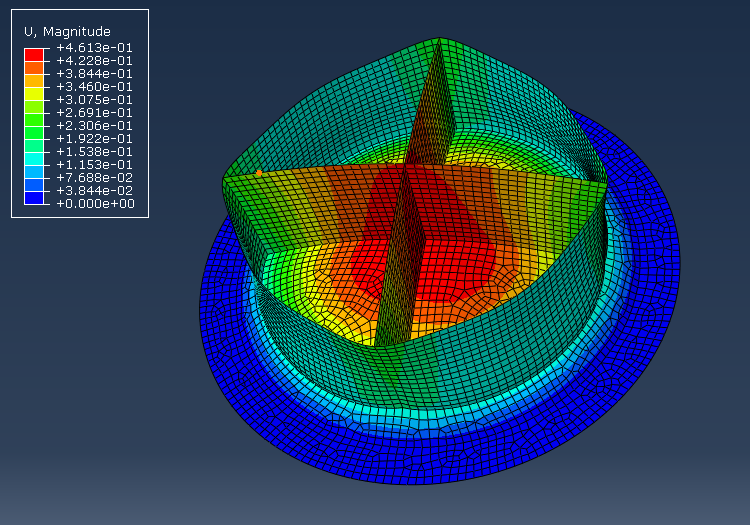 U, Magnitude
+4.613e-01
+4.228e-01
+3.844e-01
+3.460e-01
+3.075e-01
+2.691e-01
+2.306e-01
+1.922e-01
+1.538e-01
+1.153e-01
+7.688e-02
+3.844e-02
+0.000e+00